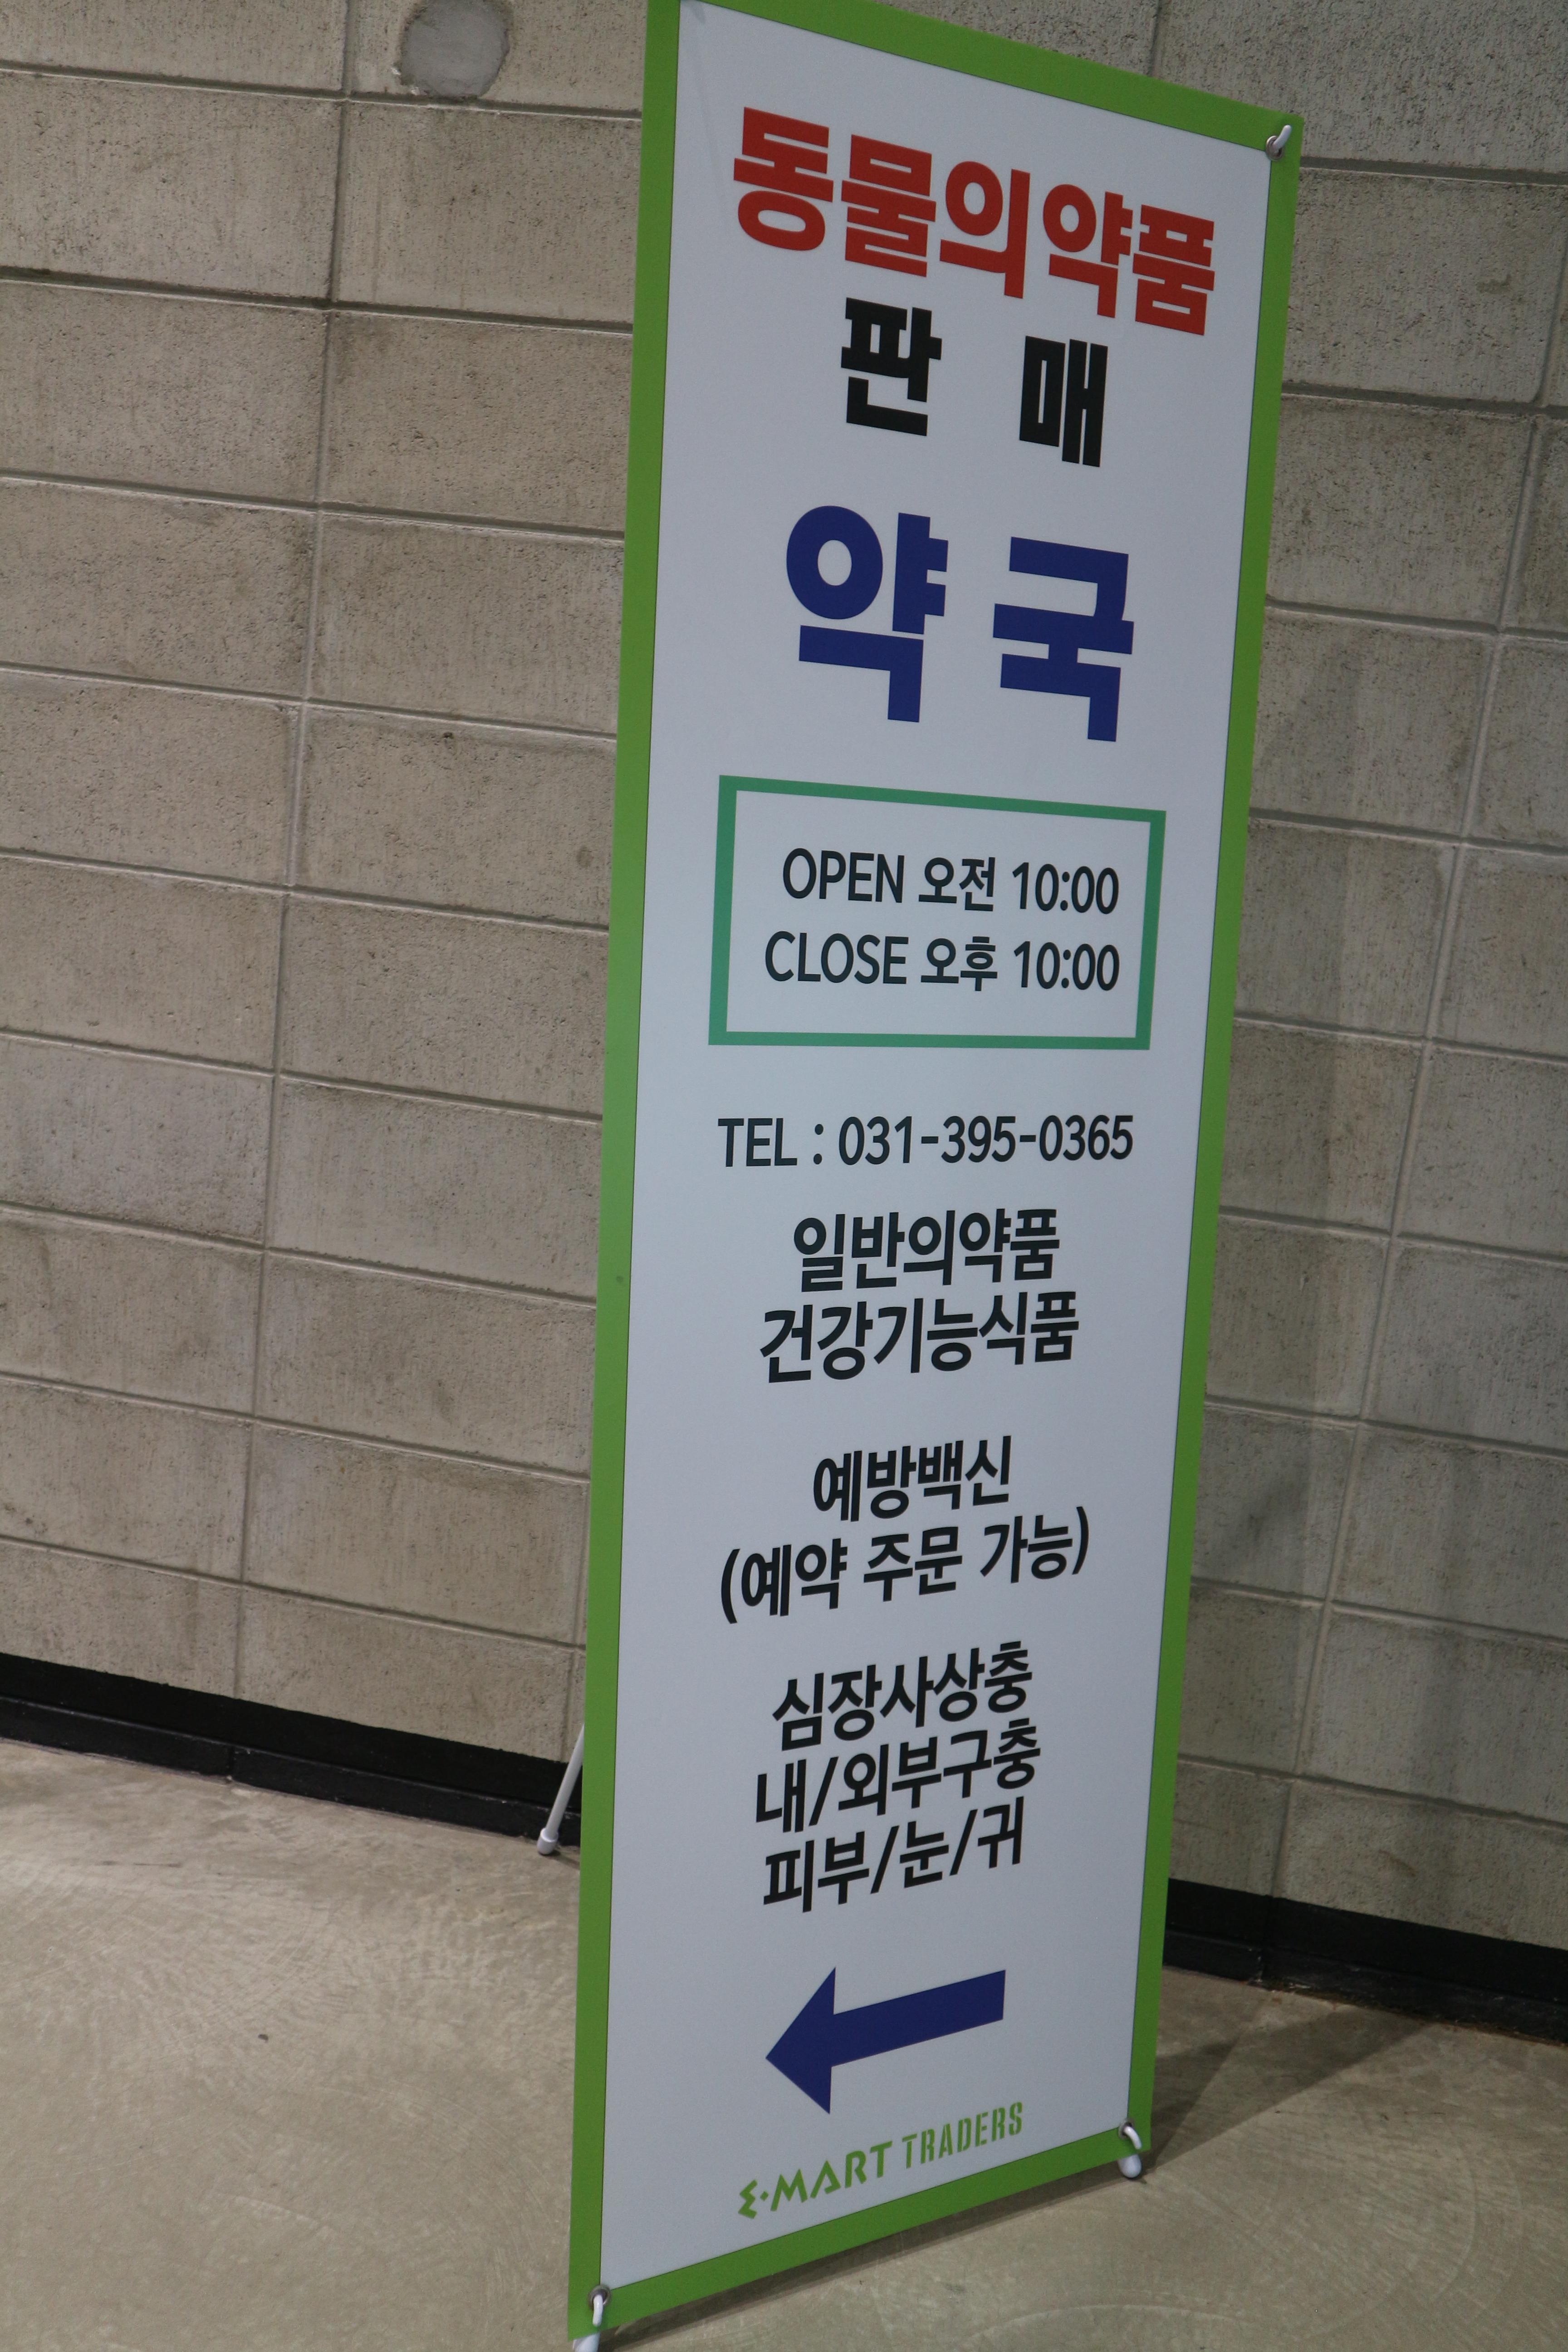 동물의약품
판 매
약국
OPEN 오전 10:00
CLOSE 오후 10:00
TEL : 031-395-0365
일반의약품
건강기능식품
예방백신
(예약 주문 가능)
심장사상충
내/외부구충
피부/눈/귀
E·MART TRADERS